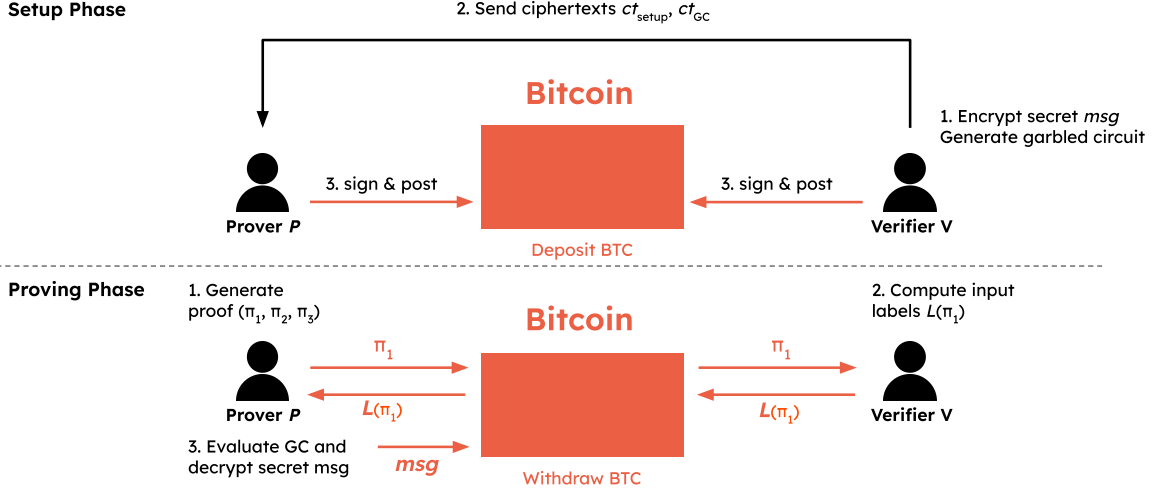 Setup Phase
2. Send ciphertexts ct_setup, ct_GC
Bitcoin
1. Encrypt secret msg
Generate garbled circuit
3. sign & post
3. sign & post
Prover P
Verifier V
Deposit BTC
Proving Phase
1. Generate
proof (π₁, π₂, π₃)
2. Compute input
labels L(π₁)
Bitcoin
π₁
π₁
L(π₁)
L(π₁)
Prover P
Verifier V
3. Evaluate GC and
decrypt secret msg
msg
Withdraw BTC